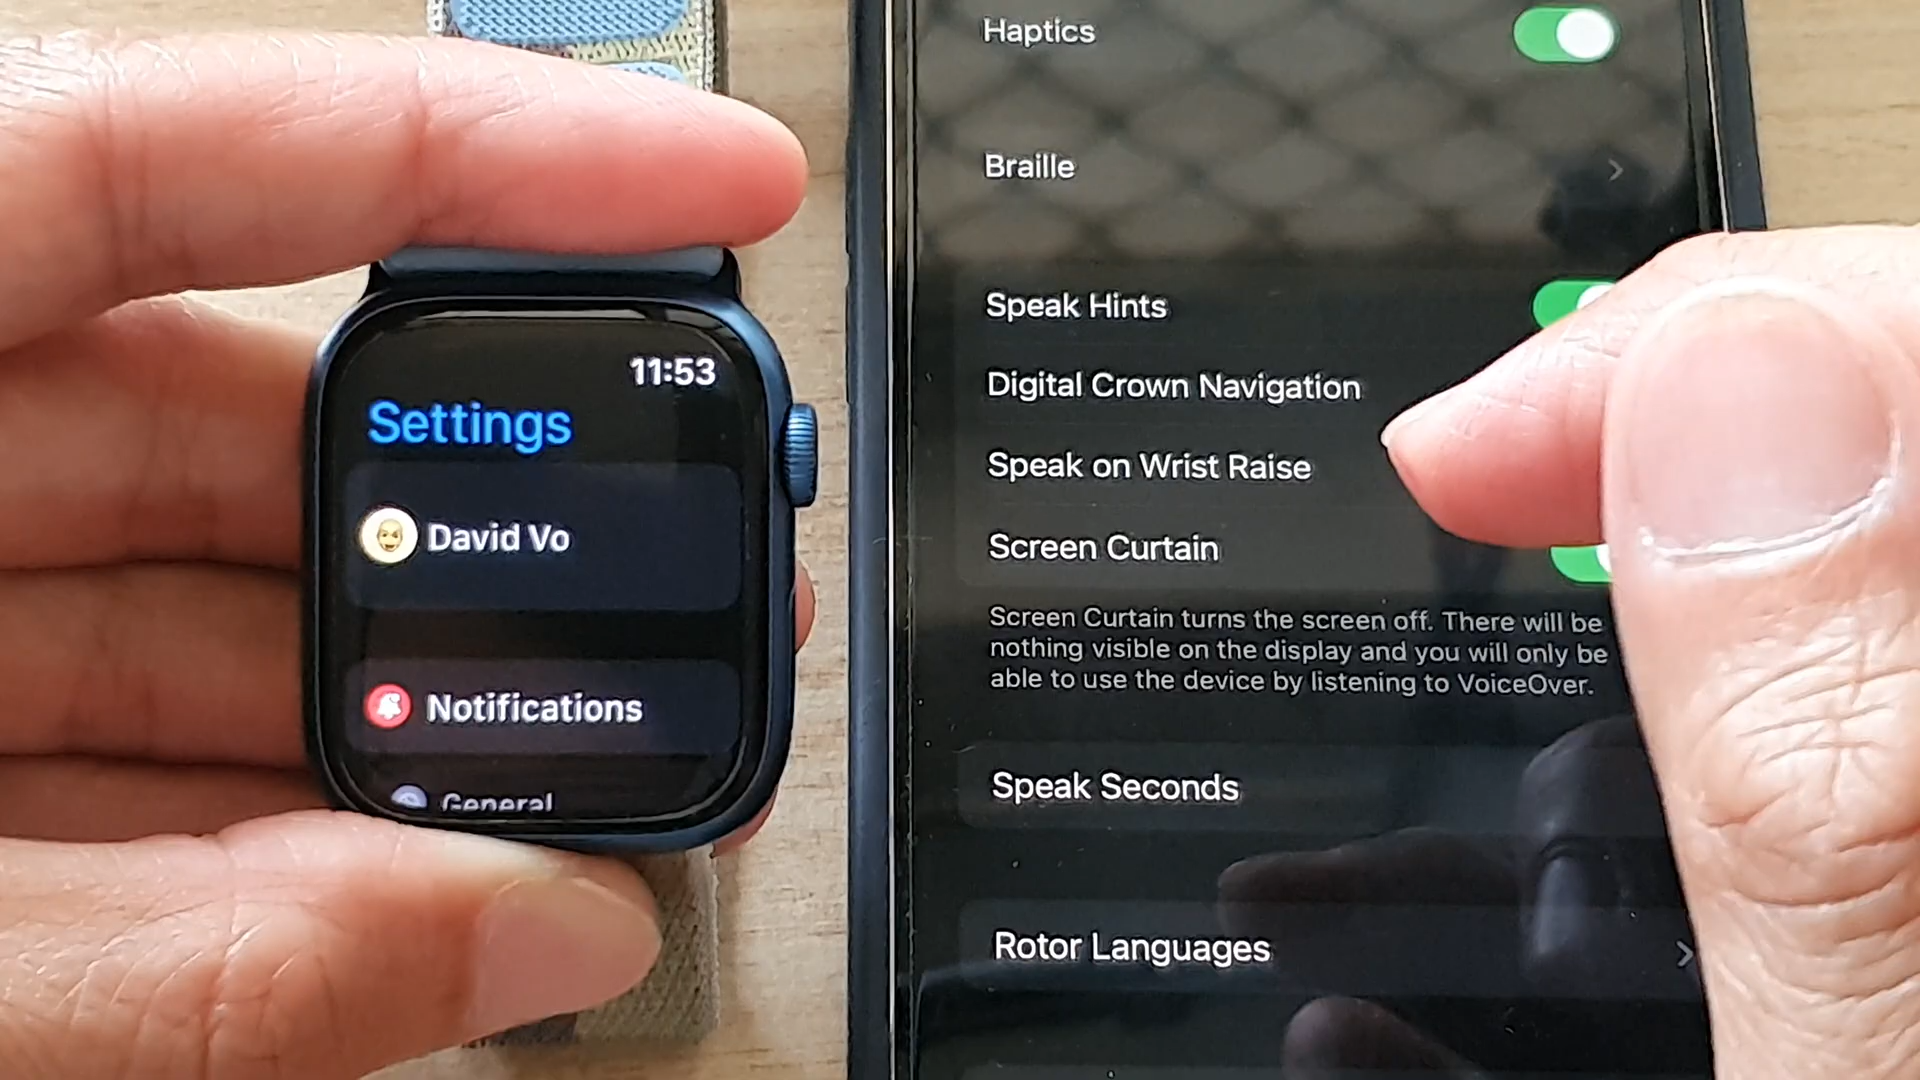 11:53
Settings
David Vo
Notifications
General
Haptics
Braille
Speak Hints
Digital Crown Navigation
Speak on Wrist Raise
Screen Curtain
Screen Curtain turns the screen off. There will be
nothing visible on the display and you will only be
able to use the device by listening to VoiceOver.
Speak Seconds
Rotor Languages